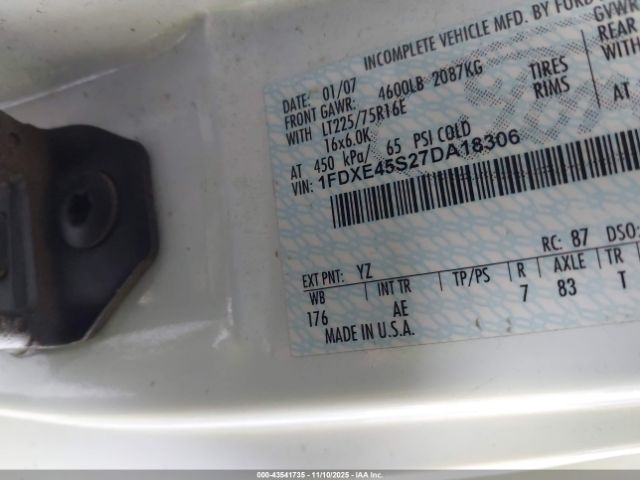 INCOMPLETE VEHICLE MFD. BY FORD
DATE: 01/07
GVWR
FRONT GAWR: 4600LB 2087KG
REAR
WITH LT225/75R16E TIRES WITH
16x6.0K RIMS
AT 450 kPa/ 65 PSI COLD AT
VIN: 1FDXE45S27DA18306
RC: 87 DSO:
EXT PNT: YZ
WB INT TR TP/PS R AXLE TR
176 AE 7 83 T
MADE IN U.S.A.
000-43541735 - 11/10/2025 - IAA Inc.